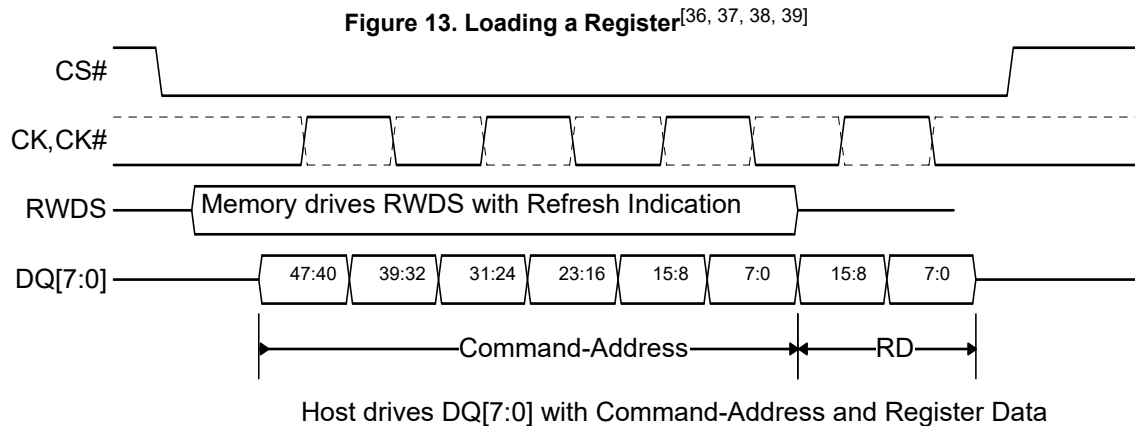 Figure 13. Loading a Register[36, 37, 38, 39]
CS#
CK,CK#
RWDS Memory drives RWDS with Refresh Indication
DQ[7:0] 47:40 39:32 31:24 23:16 15:8 7:0 15:8 7:0
Command-Address RD
Host drives DQ[7:0] with Command-Address and Register Data